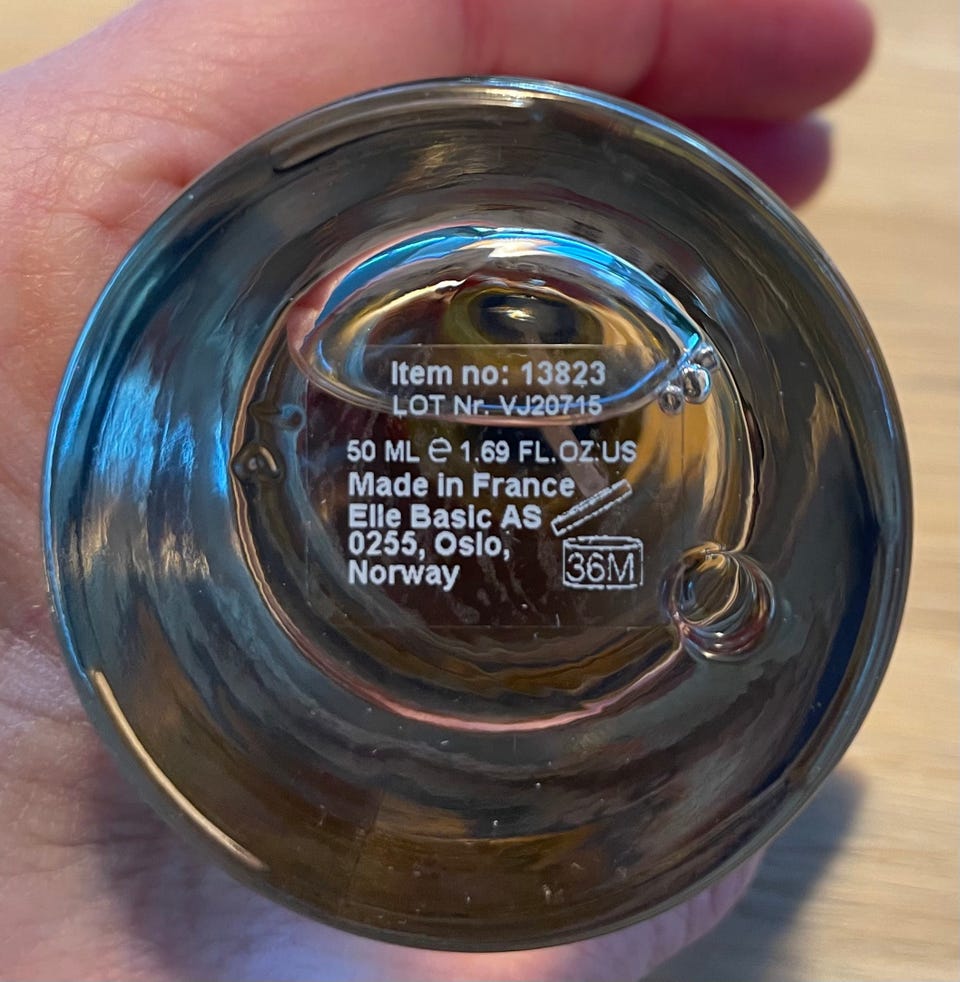 Item no: 13823
LOT Nr. VJ20715
50 ML ℮ 1.69 FL.OZ.US
Made in France
Elle Basic AS
0255, Oslo,
Norway
36M